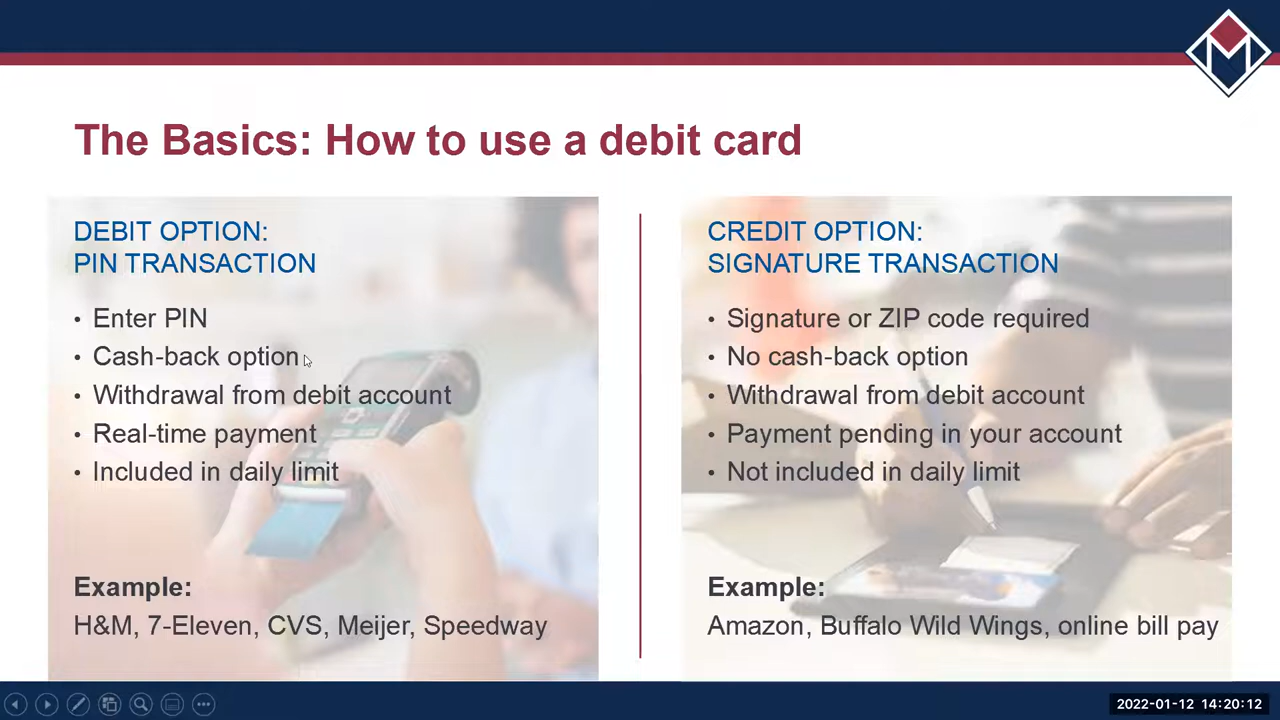 The Basics: How to use a debit card
DEBIT OPTION:
PIN TRANSACTION
• Enter PIN
• Cash-back option
• Withdrawal from debit account
• Real-time payment
• Included in daily limit
Example:
H&M, 7-Eleven, CVS, Meijer, Speedway
CREDIT OPTION:
SIGNATURE TRANSACTION
• Signature or ZIP code required
• No cash-back option
• Withdrawal from debit account
• Payment pending in your account
• Not included in daily limit
Example:
Amazon, Buffalo Wild Wings, online bill pay
2022-01-12 14:20:12